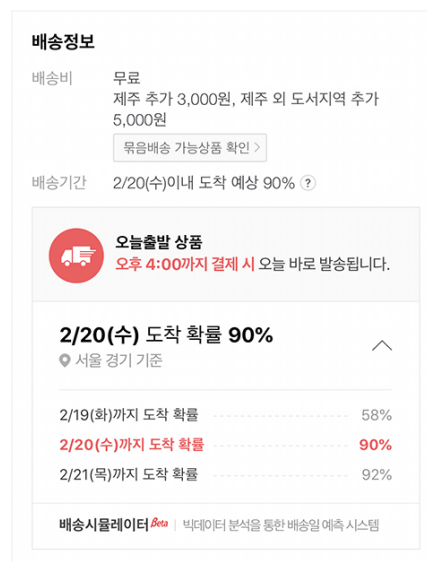 배송정보
배송비 무료
제주 추가 3,000원, 제주 외 도서지역 추가
5,000원
묶음배송 가능상품 확인 >
배송기간 2/20(수)이내 도착 예상 90% ?
오늘출발 상품
오후 4:00까지 결제 시 오늘 바로 발송됩니다.
2/20(수) 도착 확률 90%
서울 경기 기준
2/19(화)까지 도착 확률 58%
2/20(수)까지 도착 확률 90%
2/21(목)까지 도착 확률 92%
배송시뮬레이터 Beta | 빅데이터 분석을 통한 배송일 예측 시스템